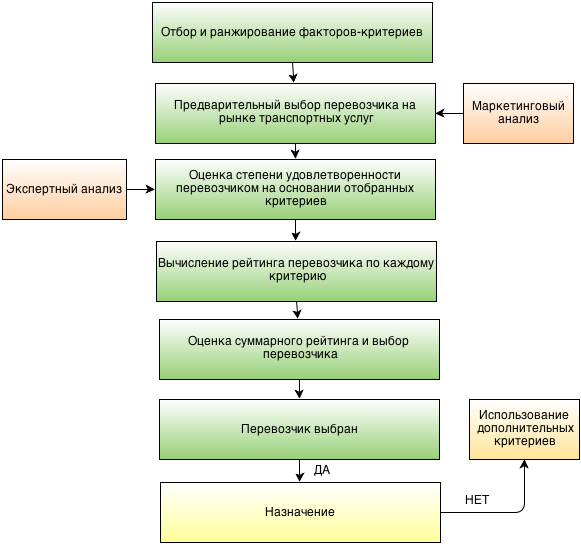 Отбор и ранжирование факторов-критериев
Предварительный выбор перевозчика на
рынке транспортных услуг
Маркетинговый
анализ
Экспертный анализ
Оценка степени удовлетворенности
перевозчиком на основании отобранных
критериев
Вычисление рейтинга перевозчика по каждому
критерию
Оценка суммарного рейтинга и выбор
перевозчика
Перевозчик выбран
Использование
дополнительных
критериев
ДА
Назначение
НЕТ